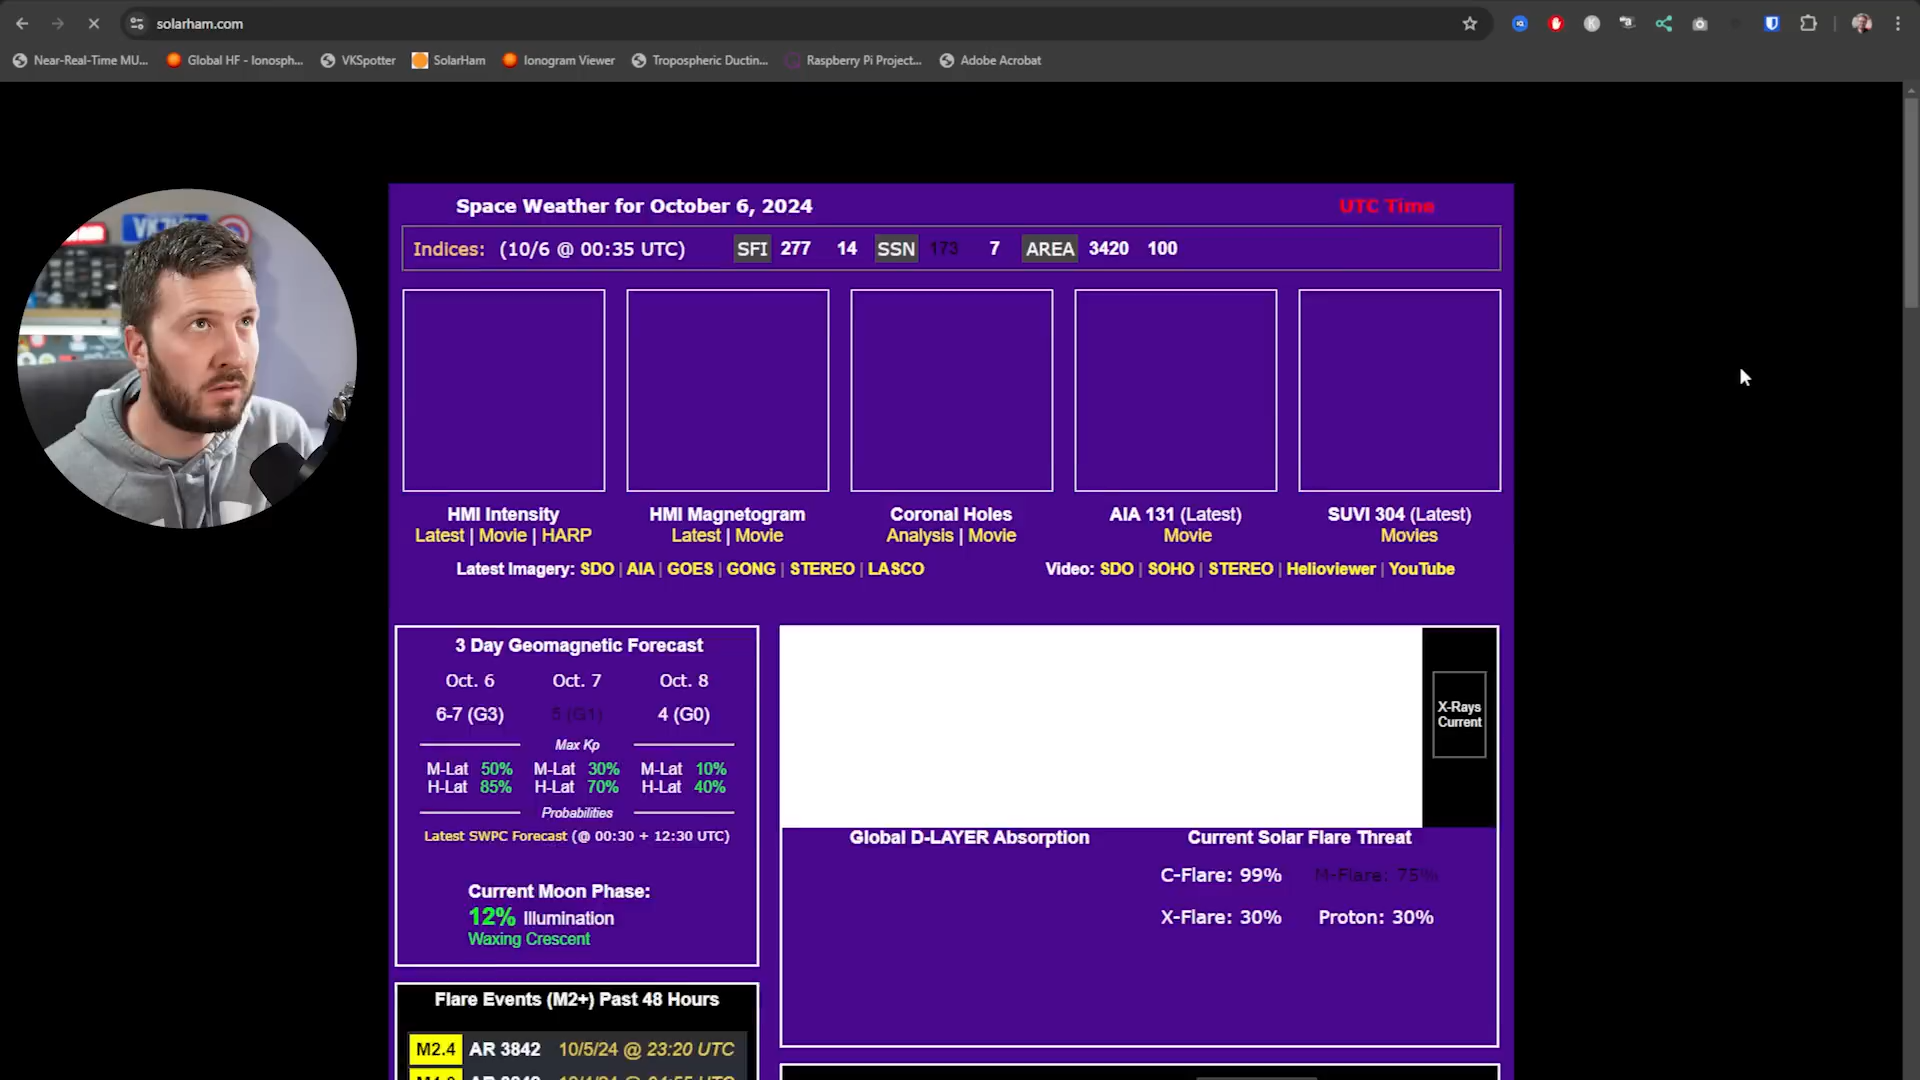 solarham.com
Near-Real-Time MU... Global HF - Ionosph... VKSpotter SolarHam Ionogram Viewer Tropospheric Ductin... Raspberry Pi Project... Adobe Acrobat
Space Weather for October 6, 2024 UTC Time
Indices: (10/6 @ 00:35 UTC) SFI 277 14 SSN 173 7 AREA 3420 100
HMI Intensity HMI Magnetogram Coronal Holes AIA 131 (Latest) SUVI 304 (Latest)
Latest | Movie | HARP Latest | Movie Analysis | Movie Movie Movies
Latest Imagery: SDO | AIA | GOES | GONG | STEREO | LASCO Video: SDO | SOHO | STEREO | Helioviewer | YouTube
3 Day Geomagnetic Forecast
Oct. 6 Oct. 7 Oct. 8
6-7 (G3) 5 (G1) 4 (G0)
Max Kp
M-Lat 50% M-Lat 30% M-Lat 10%
H-Lat 85% H-Lat 70% H-Lat 40%
Probabilities
Latest SWPC Forecast (@ 00:30 + 12:30 UTC)
Current Moon Phase:
12% Illumination
Waxing Crescent
X-Rays
Current
Global D-LAYER Absorption Current Solar Flare Threat
C-Flare: 99% M-Flare: 75%
X-Flare: 30% Proton: 30%
Flare Events (M2+) Past 48 Hours
M2.4 AR 3842 10/5/24 @ 23:20 UTC